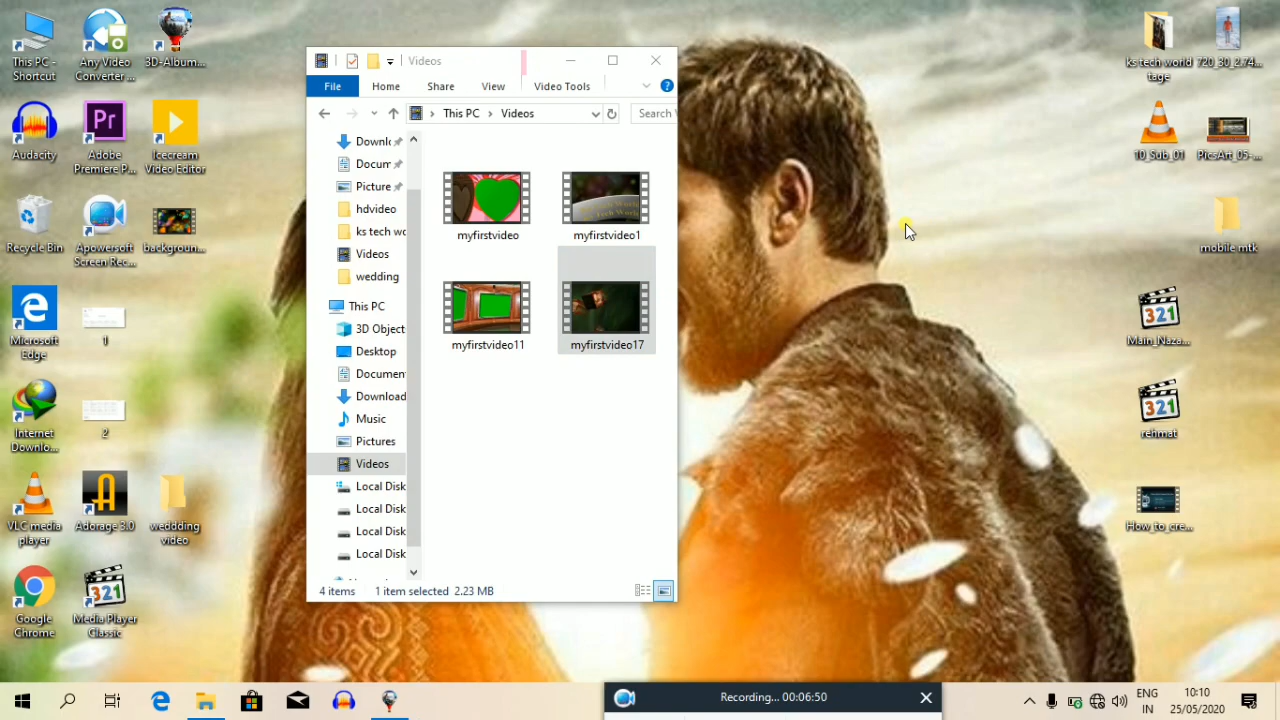 This PC - Shortcut
Any Video Converter ...
3D-Album...
Audacity
Adobe Premiere P...
Icecream Video Editor
Recycle Bin
Apowersoft Screen Rec...
backgroun...
Microsoft Edge
1
Internet Downlo...
2
VLC media player
Adorage 3.0
weddding video
Google Chrome
Media Player Classic
Videos
File
Home
Share
View
Video Tools
This PC
Videos
Search
Downlc
Docum
Picture
hdvideo
ks tech wo
Videos
wedding
This PC
3D Object
Desktop
Document
Download
Music
Pictures
Videos
Local Disk
Local Disk
Local Disk
Local Disk
myfirstvideo
myfirstvideo1
myfirstvideo11
myfirstvideo17
4 items
1 item selected 2.23 MB
ks tech world tage
720_30_2.74...
10_Sub_01
PicsArt_05-...
mobile mtk
321
Main_Naza...
321
rehmat
How_to_cre...
Recording... 00:06:50
ENG
IN
10
25/05/2020